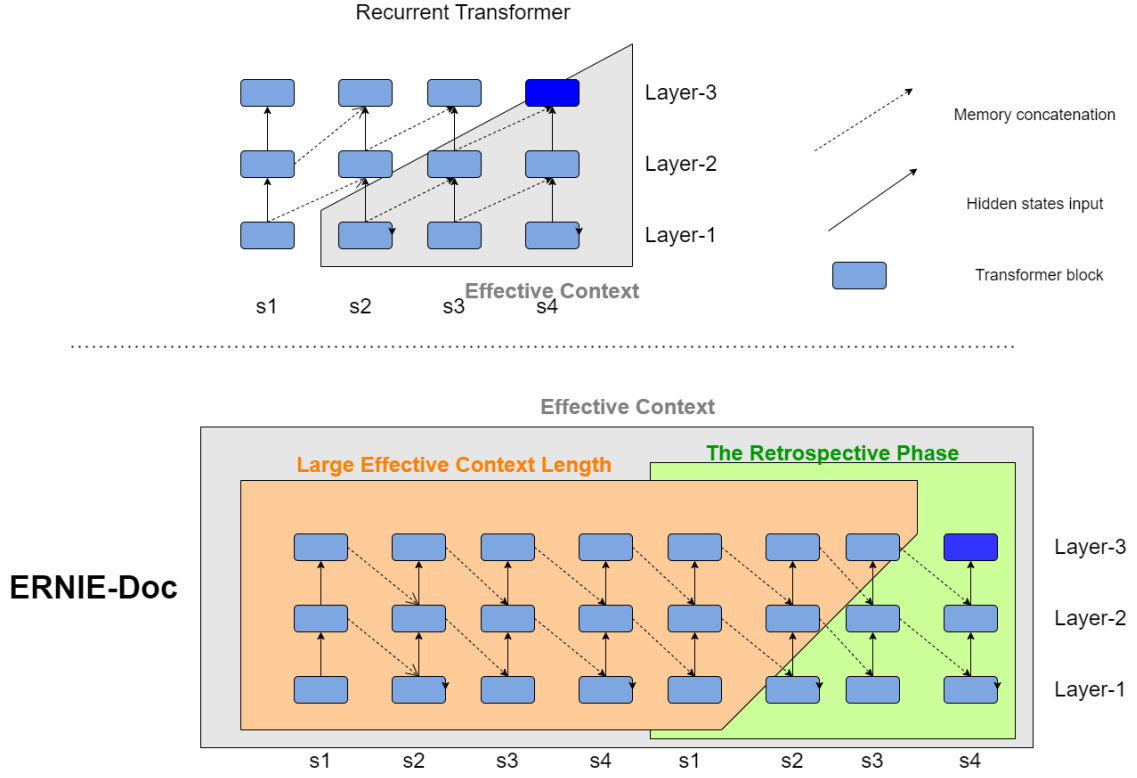 Recurrent Transformer
Layer-3
Memory concatenation
Layer-2
Hidden states input
Layer-1
Transformer block
Effective Context
s1 s2 s3 s4
Effective Context
Large Effective Context Length
The Retrospective Phase
Layer-3
ERNIE-Doc
Layer-2
Layer-1
s1 s2 s3 s4 s1 s2 s3 s4